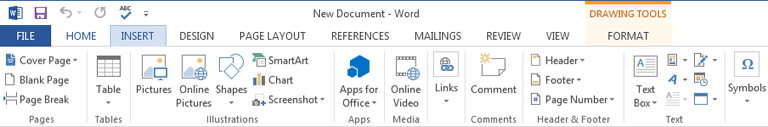 New Document - Word
DRAWING TOOLS
FILE HOME INSERT DESIGN PAGE LAYOUT REFERENCES MAILINGS REVIEW VIEW FORMAT
Cover Page
Blank Page
Page Break
Pages
Table
Tables
Pictures
Online
Pictures
Shapes
SmartArt
Chart
Screenshot
Illustrations
Apps for
Office
Apps
Online
Video
Media
Links
Comment
Comments
Header
Footer
Page Number
Header & Footer
Text
Box
Text
Symbols